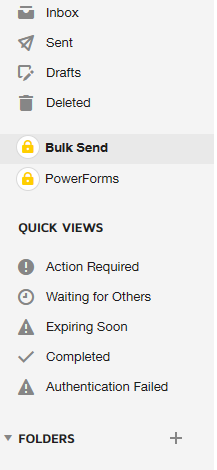 Inbox
Sent
Drafts
Deleted
Bulk Send
PowerForms
QUICK VIEWS
Action Required
Waiting for Others
Expiring Soon
Completed
Authentication Failed
FOLDERS